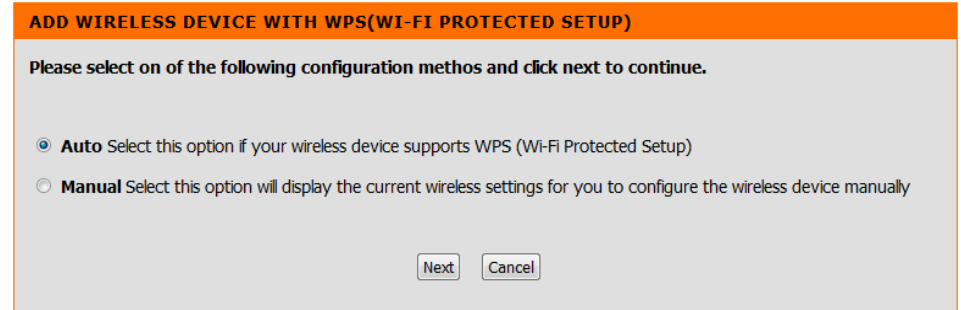 ADD WIRELESS DEVICE WITH WPS(WI-FI PROTECTED SETUP)
Please select on of the following configuration methos and click next to continue.
Auto Select this option if your wireless device supports WPS (Wi-Fi Protected Setup)
Manual Select this option will display the current wireless settings for you to configure the wireless device manually
Next Cancel